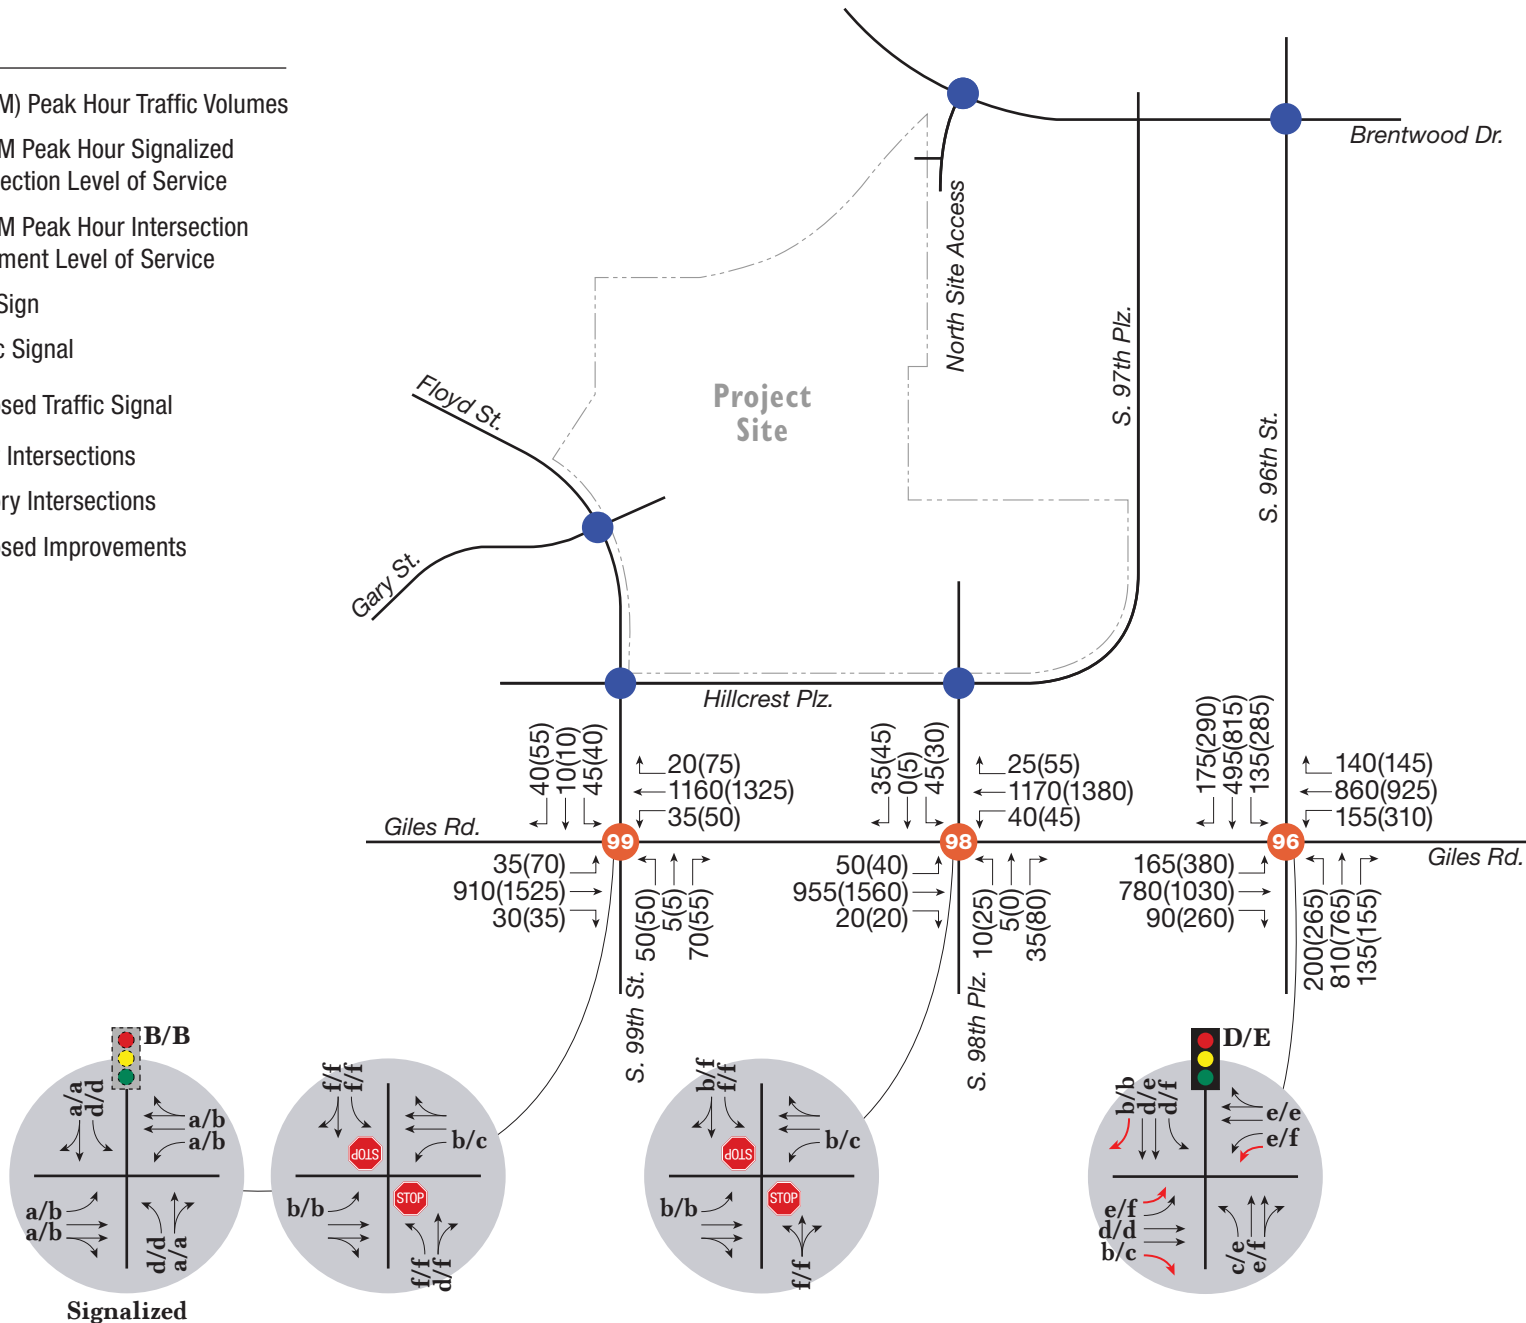 M) Peak Hour Traffic Volumes
M Peak Hour Signalized
ection Level of Service
M Peak Hour Intersection
ment Level of Service
Sign
c Signal
sed Traffic Signal
Intersections
ry Intersections
sed Improvements
Brentwood Dr.
North Site Access
S. 97th Plz.
S. 96th St.
Project
Site
Floyd St.
Gary St.
Hillcrest Plz.
40(55)
10(10)
45(40)
20(75)
1160(1325)
35(50)
35(45)
0(5)
45(30)
25(55)
1170(1380)
40(45)
175(290)
495(815)
135(285)
140(145)
860(925)
155(310)
Giles Rd.
99
98
96
Giles Rd.
35(70)
910(1525)
30(35)
50(50)
5(5)
70(55)
50(40)
955(1560)
20(20)
10(25)
5(0)
35(80)
165(380)
780(1030)
90(260)
200(265)
810(765)
135(155)
S. 99th St.
S. 98th Plz.
B/B
a/a
d/d
a/b
a/b
a/b
a/b
d/d
a/a
Signalized
f/f
f/f
STOP
b/c
b/b
STOP
f/f
d/f
b/f
f/f
STOP
b/c
b/b
STOP
f/f
D/E
b/b
d/e
d/f
e/e
e/f
e/f
d/d
b/c
c/e
e/f